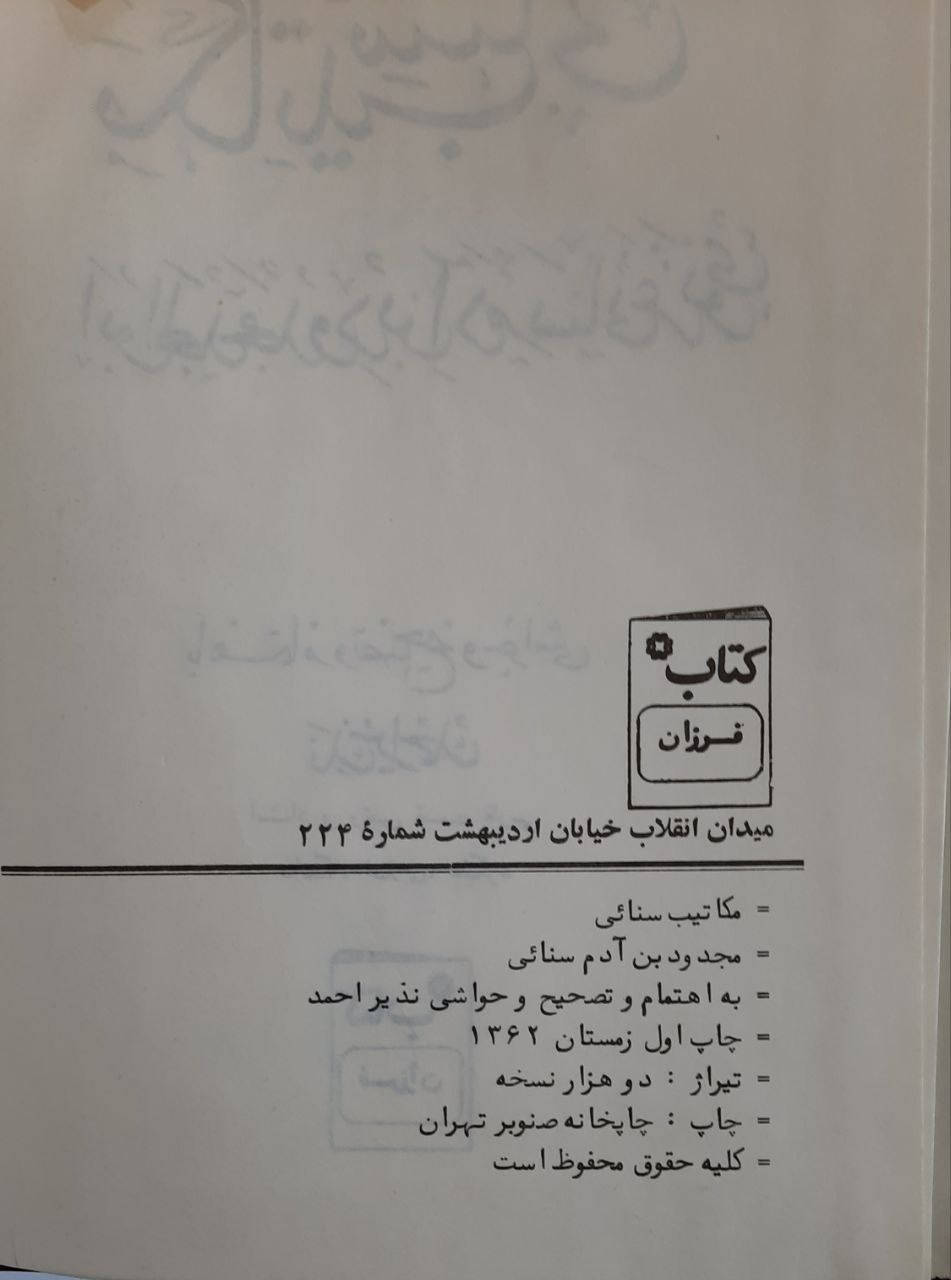 کتاب
فرزان
میدان انقلاب خیابان اردیبهشت شمارهٔ ۲۲۴
= مکاتیب سنائی
= مجدود بن آدم سنائی
= به اهتمام و تصحیح و حواشی نذیر احمد
= چاپ اول زمستان ۱۳۶۲
= تیراژ : دو هزار نسخه
= چاپ : چاپخانه صنوبر تهران
= کلیه حقوق محفوظ است